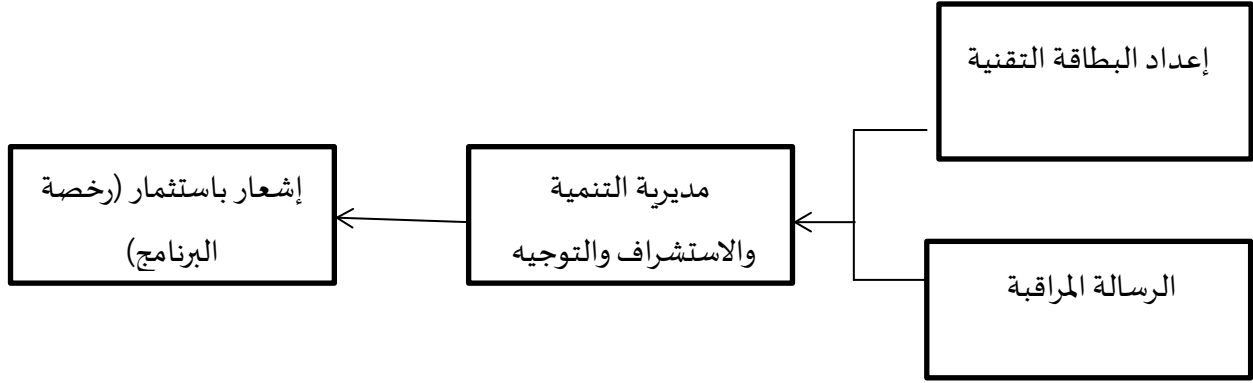 إعداد البطاقة التقنية
الرسالة المراقبة
مديرية التنمية
والاستشراف والتوجيه
إشعار باستثمار (رخصة
البرنامج)